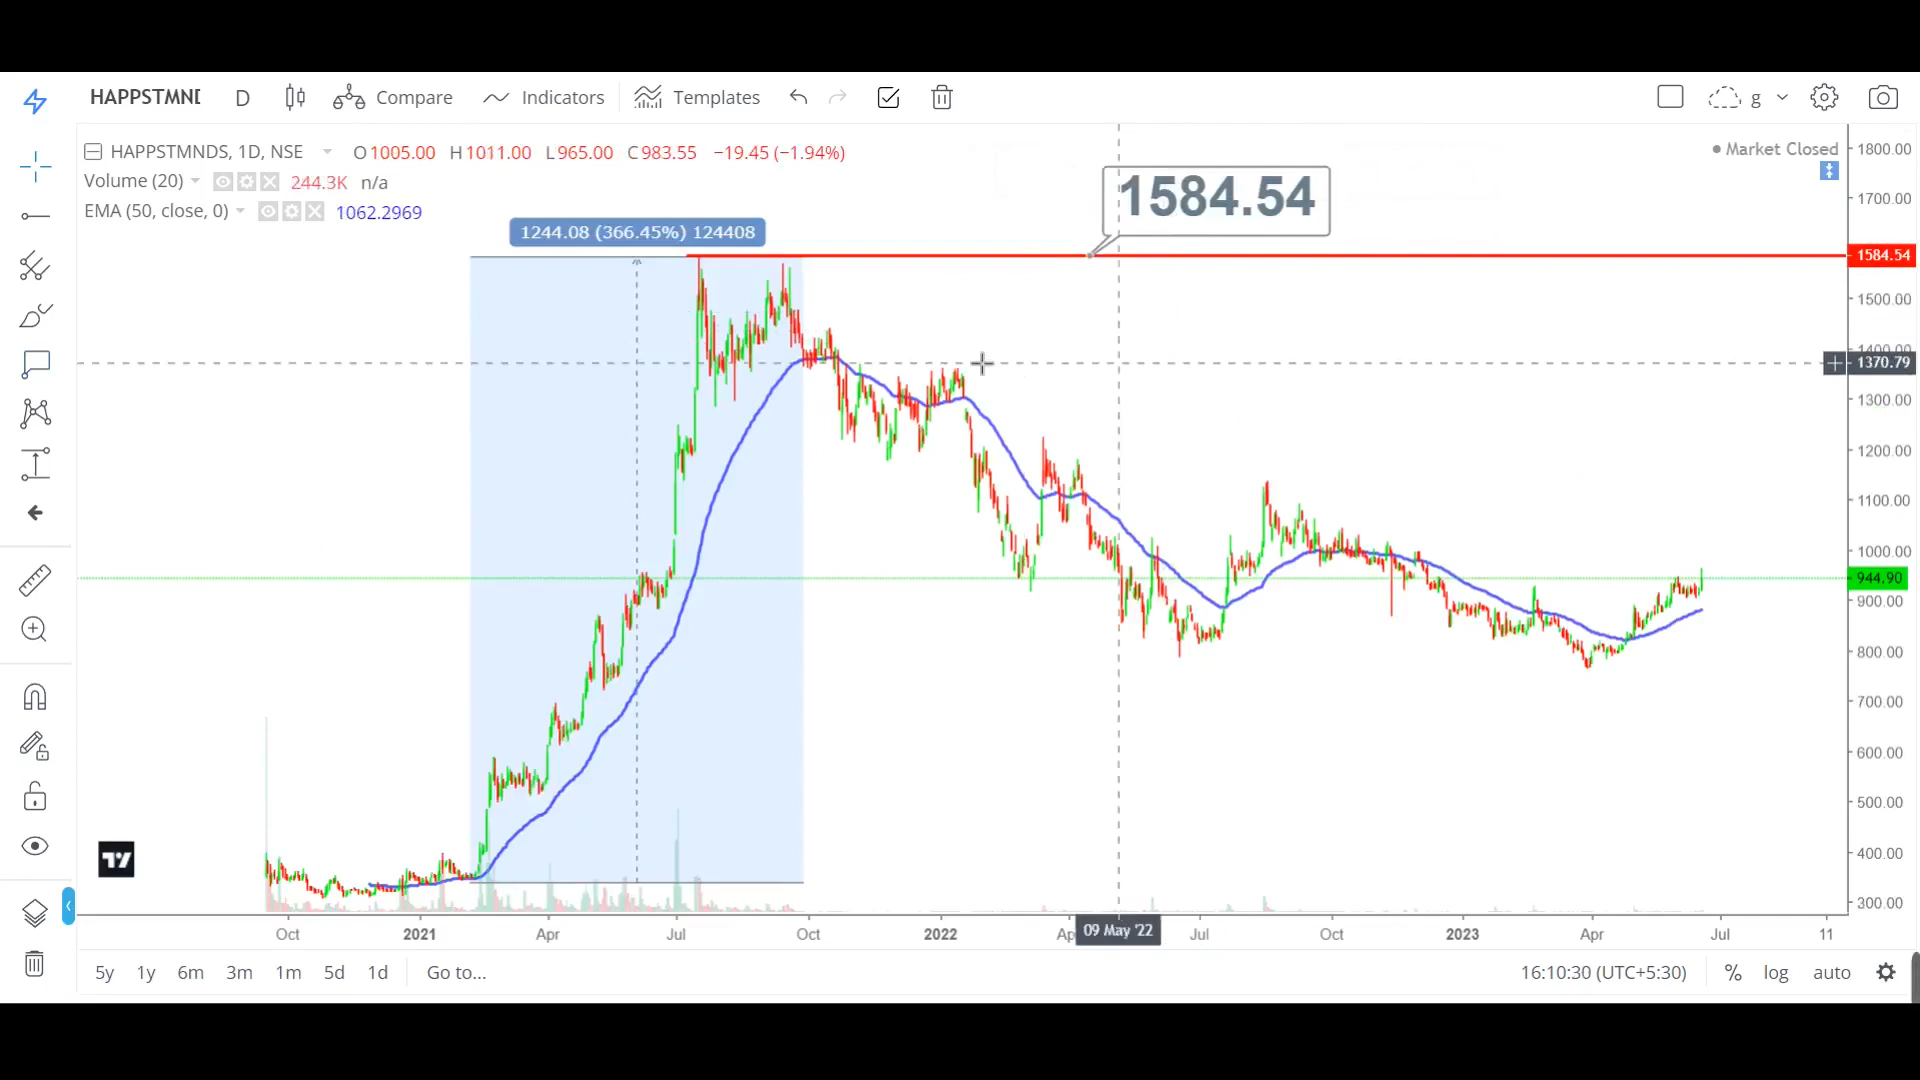 HAPPSTMNI D Compare Indicators Templates g
HAPPSTMNDS, 1D, NSE O1005.00 H1011.00 L965.00 C983.55 −19.45 (−1.94%)
Market Closed
Volume (20) 244.3K n/a
EMA (50, close, 0) 1062.2969
1584.54
1244.08 (366.45%) 124408
1800.00
1700.00
1584.54
1500.00
1400.00
1370.79
1300.00
1200.00
1100.00
1000.00
944.90
900.00
800.00
700.00
600.00
500.00
400.00
300.00
Oct 2021 Apr Jul Oct 2022 Ap 09 May '22 Jul Oct 2023 Apr Jul 11
5y 1y 6m 3m 1m 5d 1d Go to... 16:10:30 (UTC+5:30) % log auto